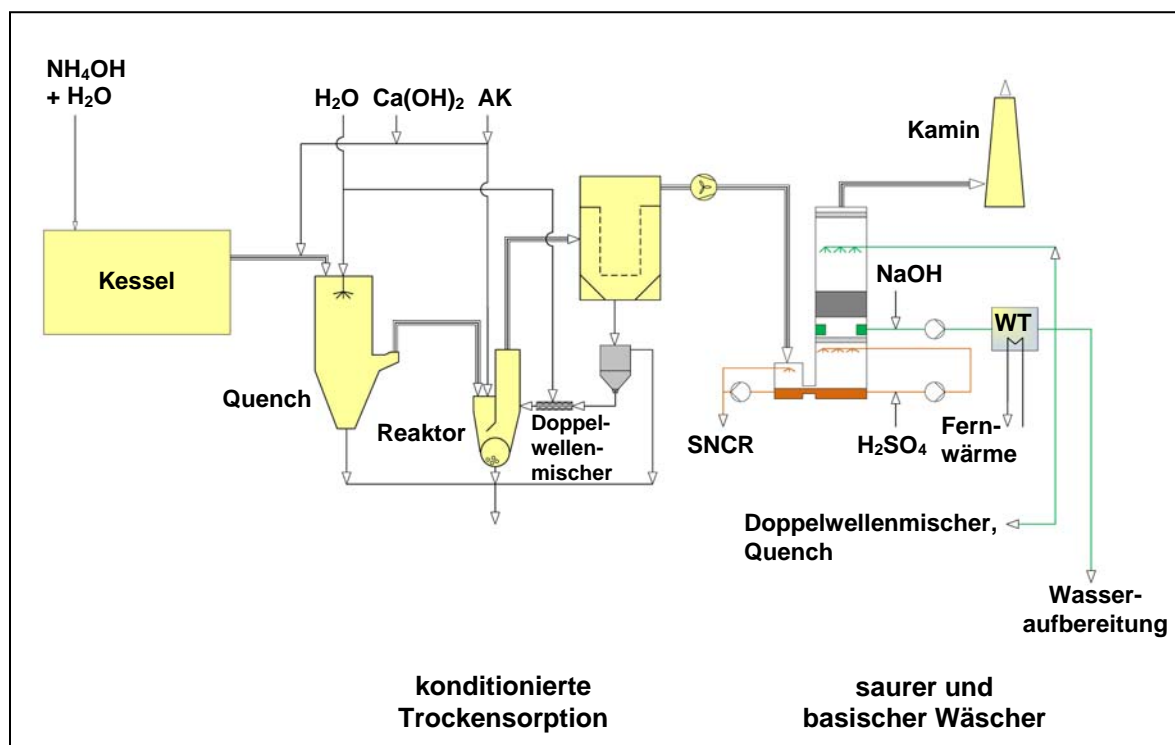 NH₄OH
+ H₂O
H₂O Ca(OH)₂ AK
Kamin
Kessel
NaOH
WT
Quench
Reaktor
Doppel-
wellen-
mischer
SNCR
H₂SO₄
Fern-
wärme
Doppelwellenmischer,
Quench
Wasser-
aufbereitung
konditionierte
Trockensorption
saurer und
basischer Wäscher